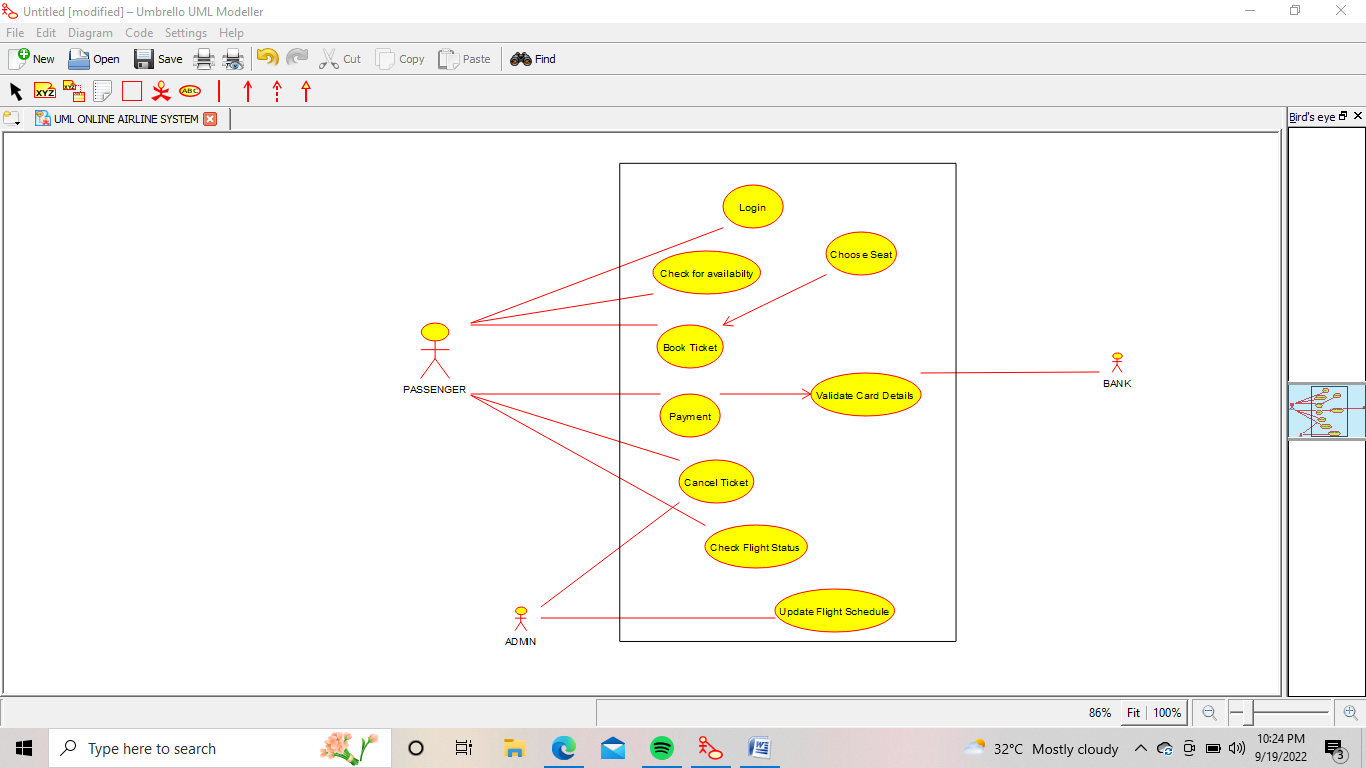 Untitled [modified] – Umbrello UML Modeller
File Edit Diagram Code Settings Help
New Open Save Cut Copy Paste Find
XYZ XYZ ABC
UML ONLINE AIRLINE SYSTEM
Bird's eye
Login
Choose Seat
Check for availabilty
Book Ticket
PASSENGER
BANK
Validate Card Details
Payment
Cancel Ticket
Check Flight Status
Update Flight Schedule
ADMIN
86% Fit 100%
Type here to search
32°C Mostly cloudy
10:24 PM
9/19/2022
3